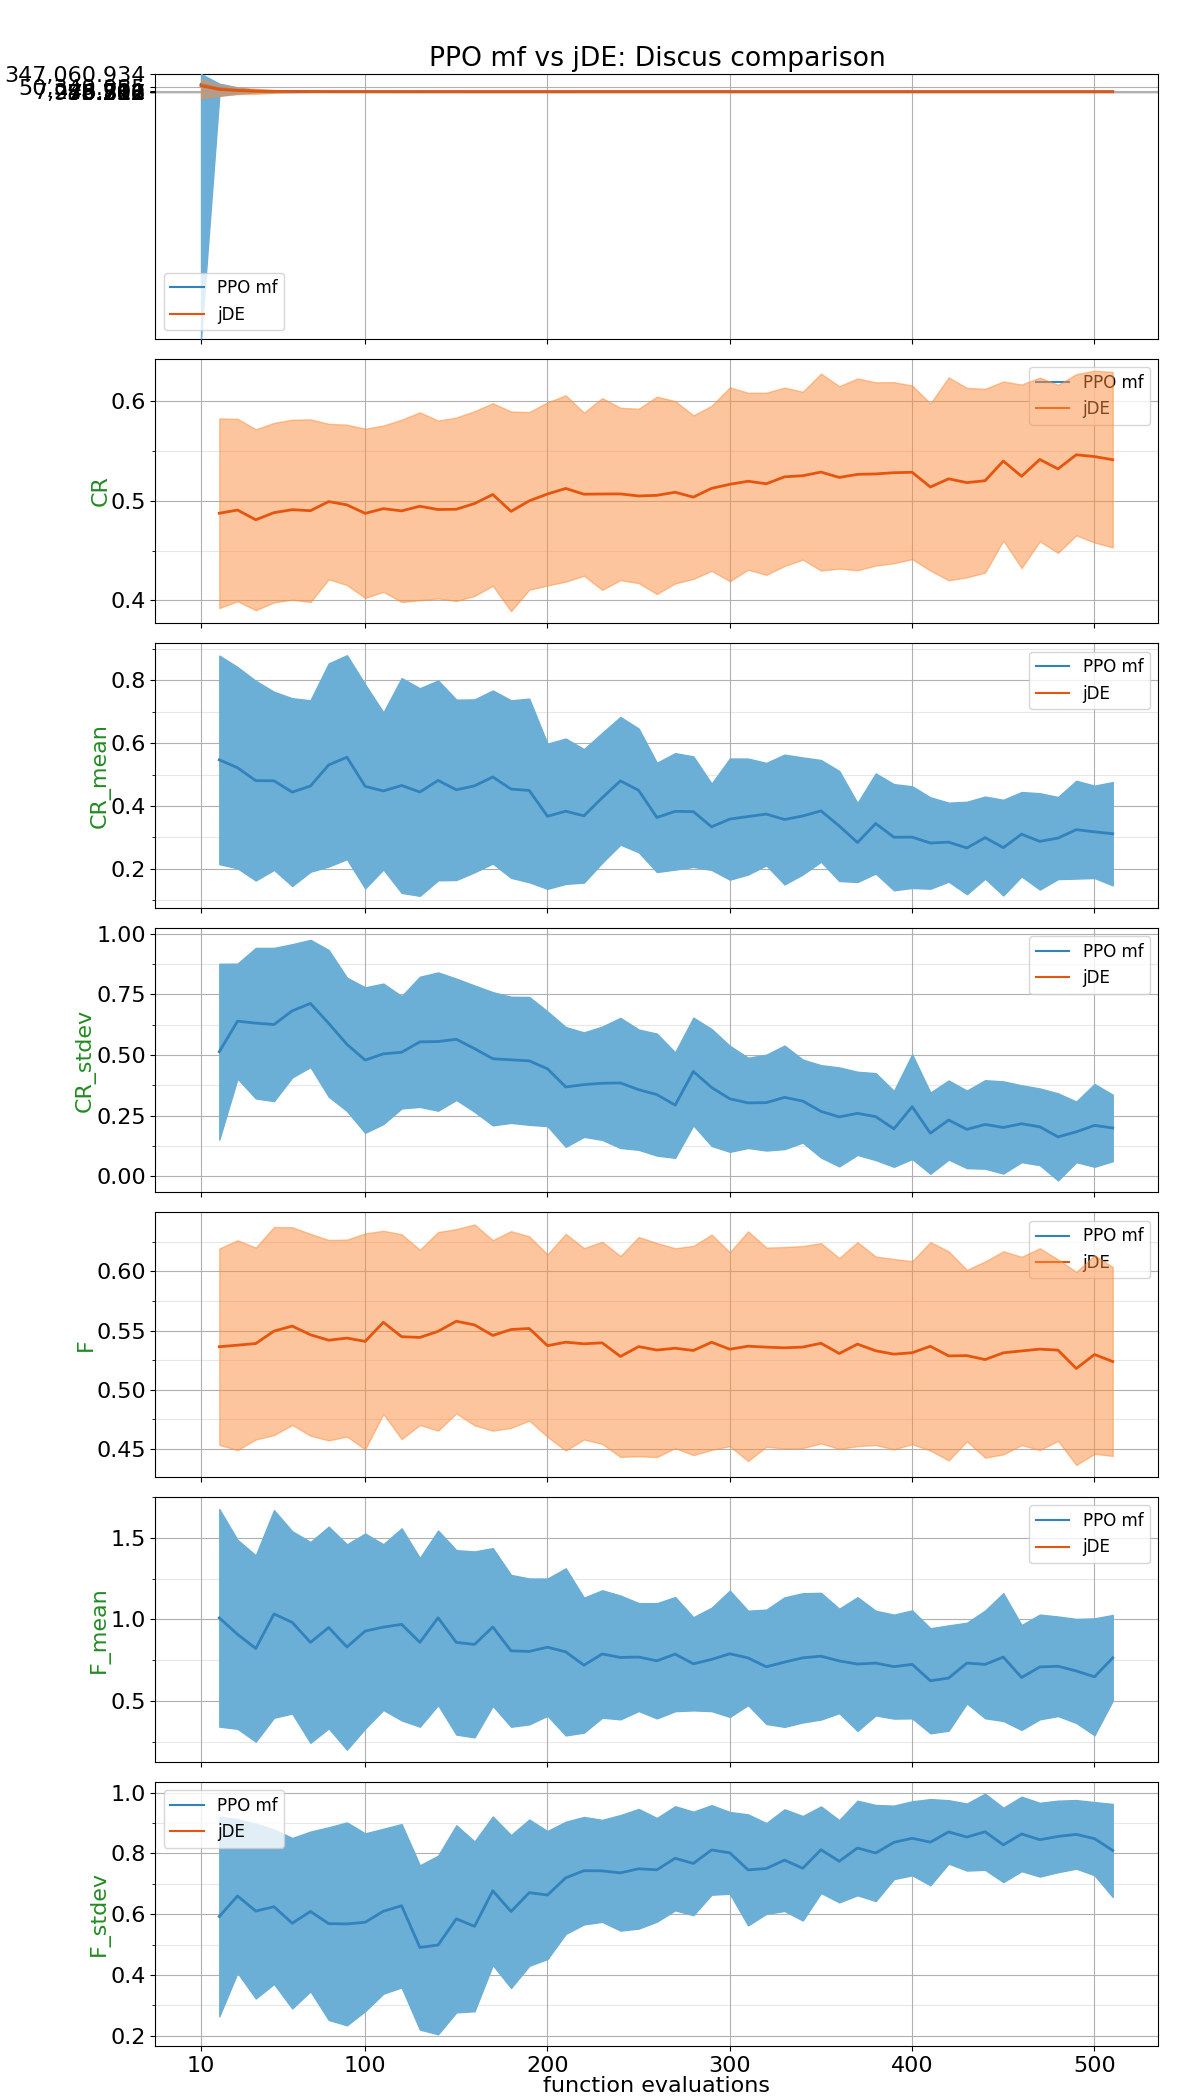 PPO mf vs jDE: Discus comparison
347,060.934
PPO mf
jDE
CR
0.6
0.5
0.4
PPO mf
jDE
CR_mean
0.8
0.6
0.4
0.2
PPO mf
jDE
CR_stdev
1.00
0.75
0.50
0.25
0.00
PPO mf
jDE
F
0.60
0.55
0.50
0.45
PPO mf
jDE
F_mean
1.5
1.0
0.5
PPO mf
jDE
F_stdev
1.0
0.8
0.6
0.4
0.2
PPO mf
jDE
10 100 200 300 400 500
function evaluations